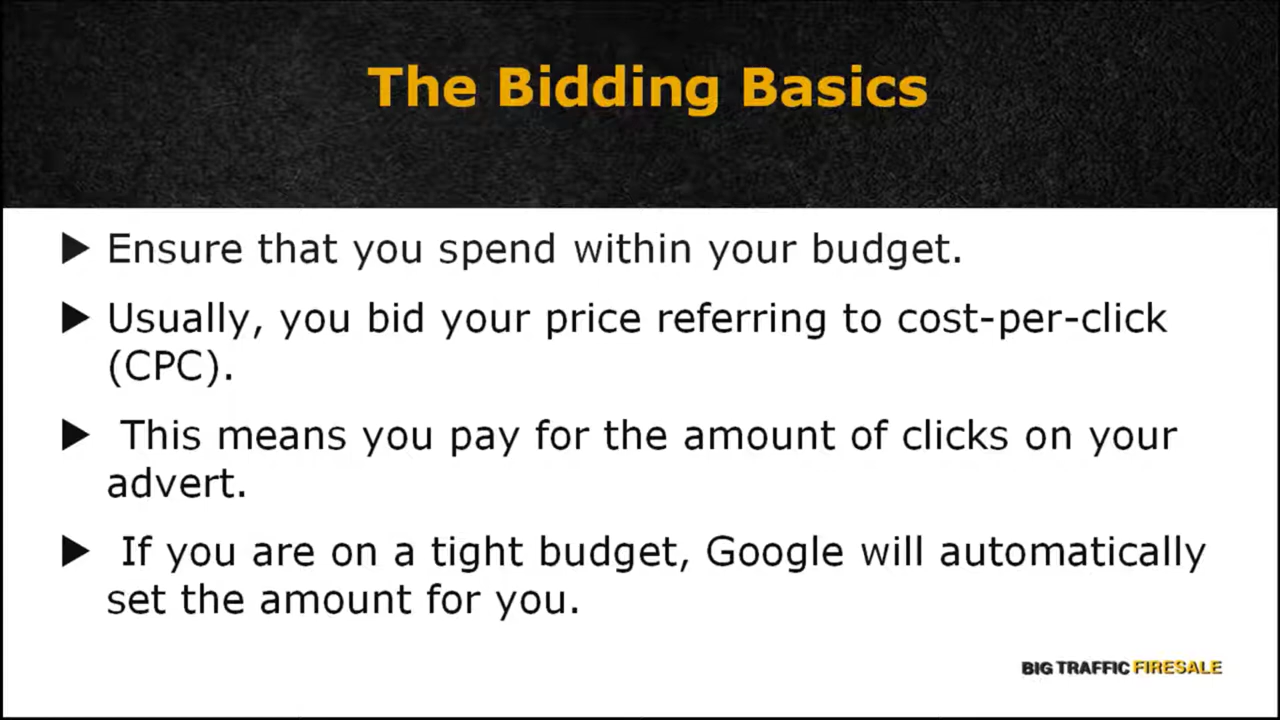 The Bidding Basics
▶ Ensure that you spend within your budget.
▶ Usually, you bid your price referring to cost-per-click
(CPC).
▶ This means you pay for the amount of clicks on your
advert.
▶ If you are on a tight budget, Google will automatically
set the amount for you.
BIG TRAFFIC FIRESALE